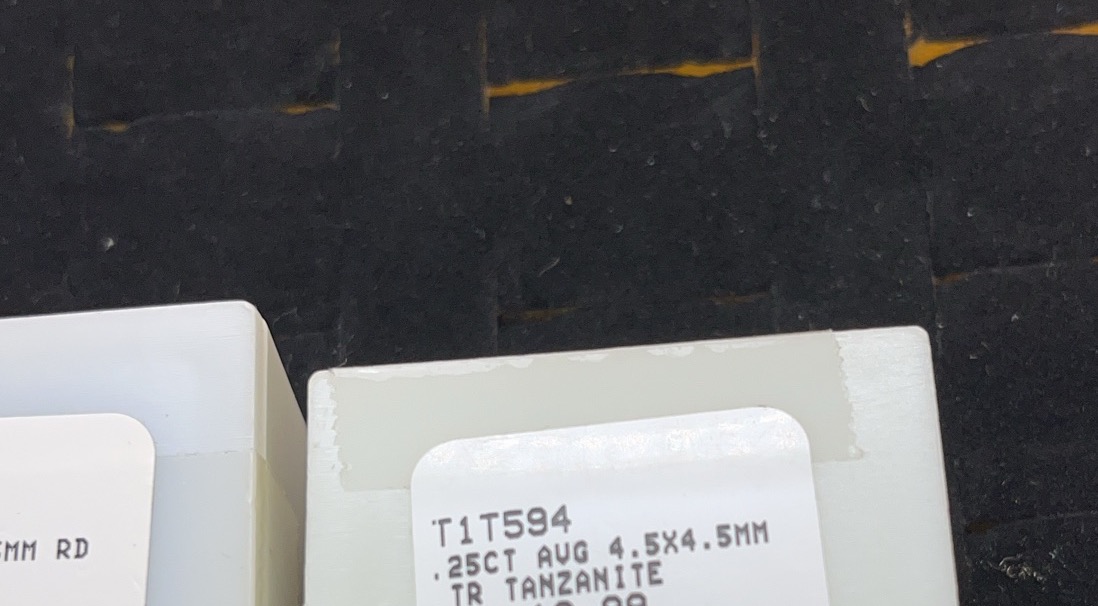 MM RD
T1T594
.25CT AVG 4.5X4.5MM
TR TANZANITE